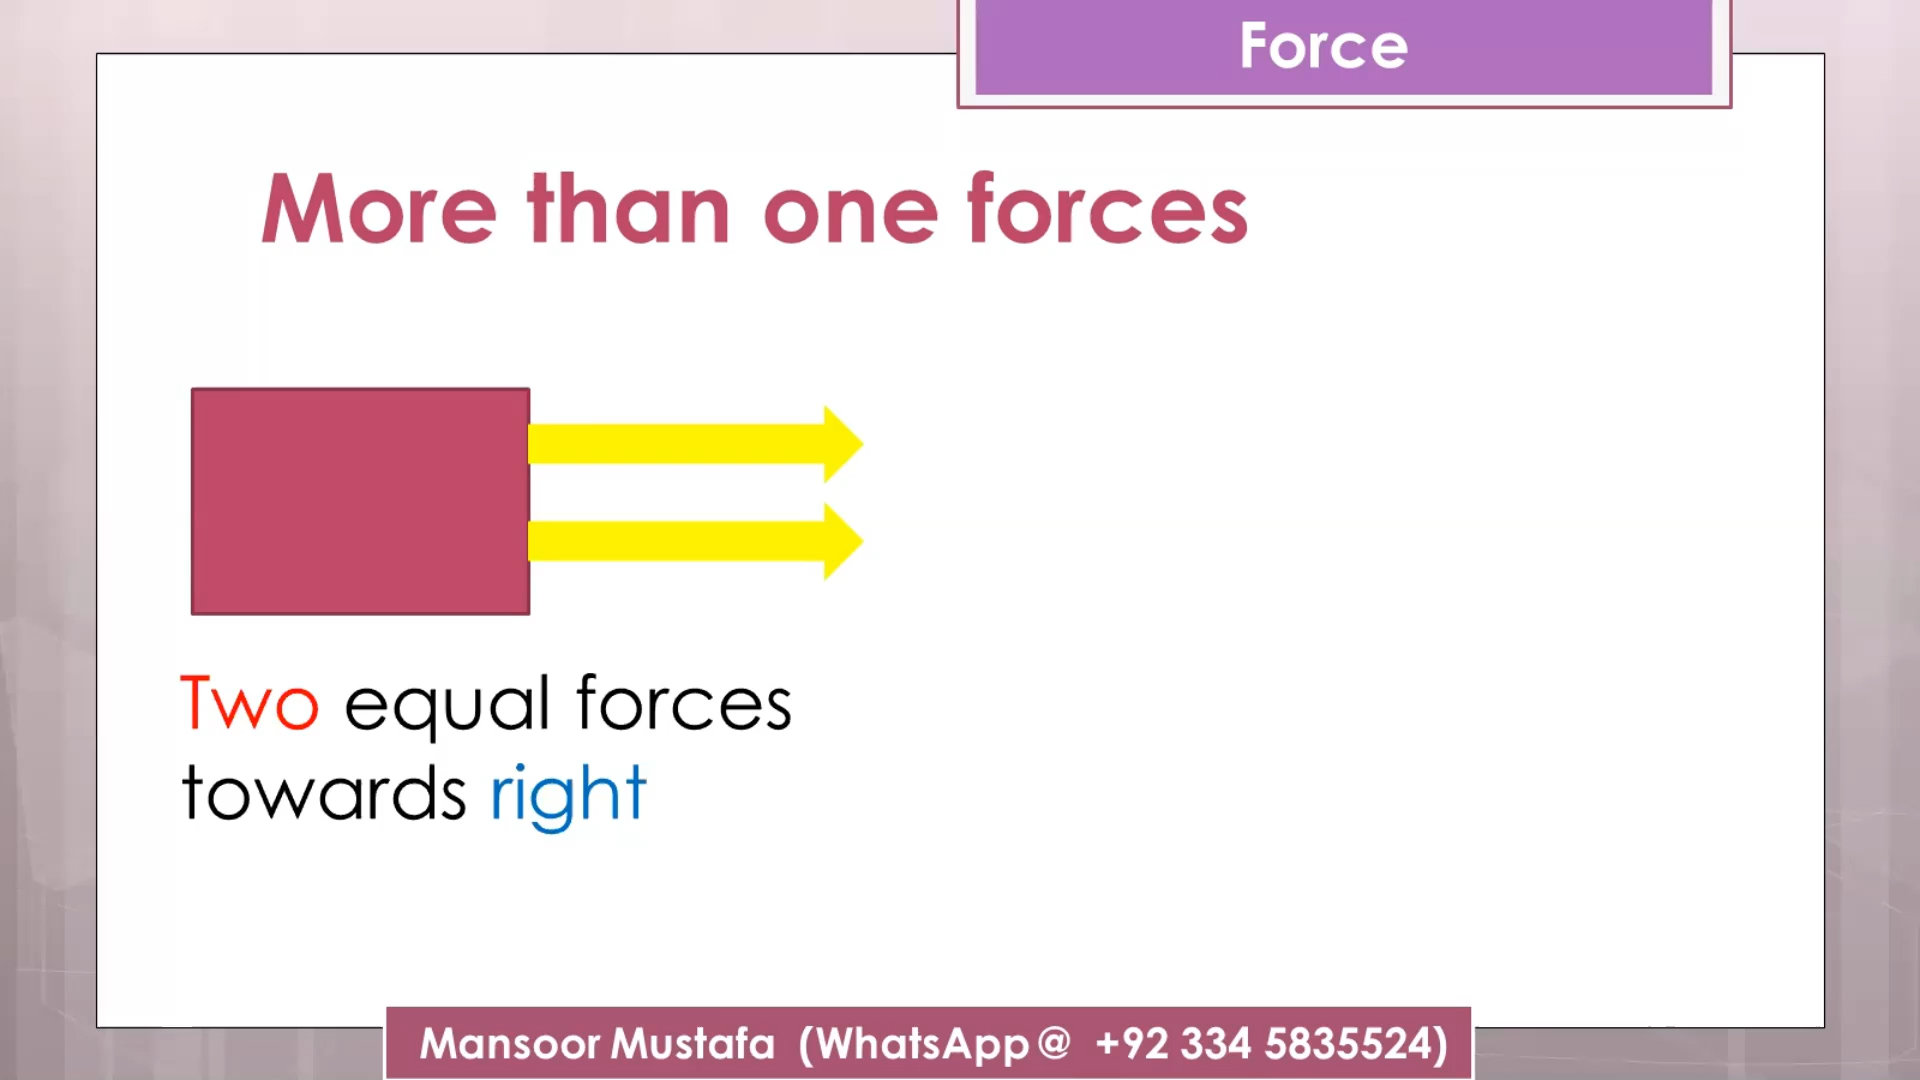 Force
More than one forces
Two equal forces
towards right
Mansoor Mustafa (WhatsApp@ +92 334 5835524)